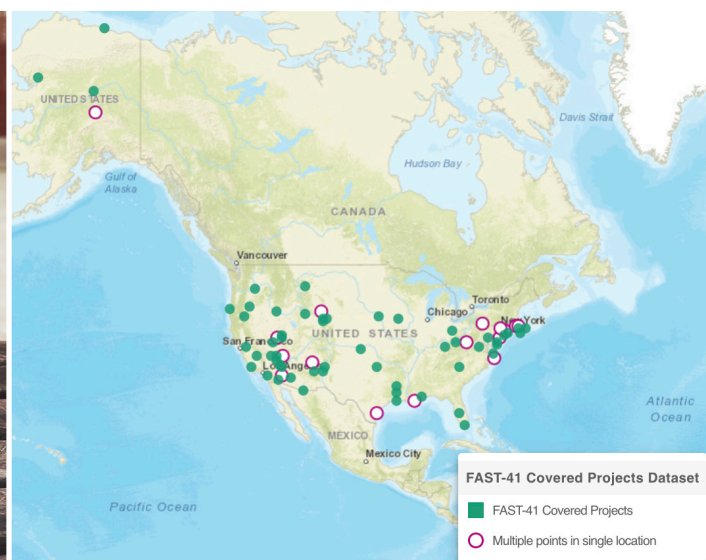 UNITED STATES
Davis Strait
Hudson Bay
Gulf of
Alaska
CANADA
Vancouver
Toronto
Chicago
New York
UNITED STATES
San Francisco
Los Angeles
Atlantic
Ocean
MÉXICO
Mexico City
Pacific Ocean
FAST-41 Covered Projects Dataset
FAST-41 Covered Projects
Multiple points in single location